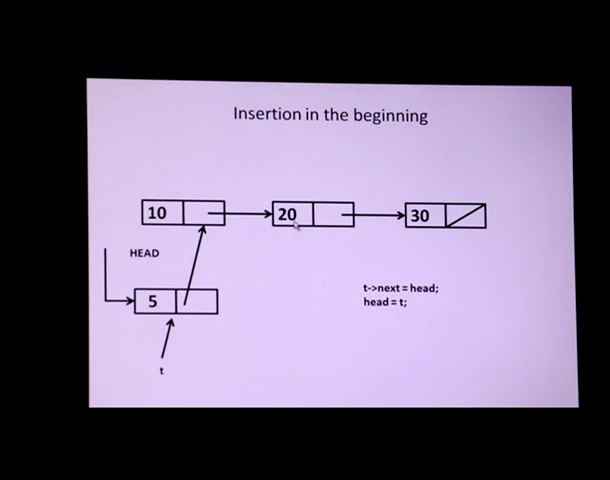 Insertion in the beginning
10 20 30
HEAD
5
t->next = head;
head = t;
t